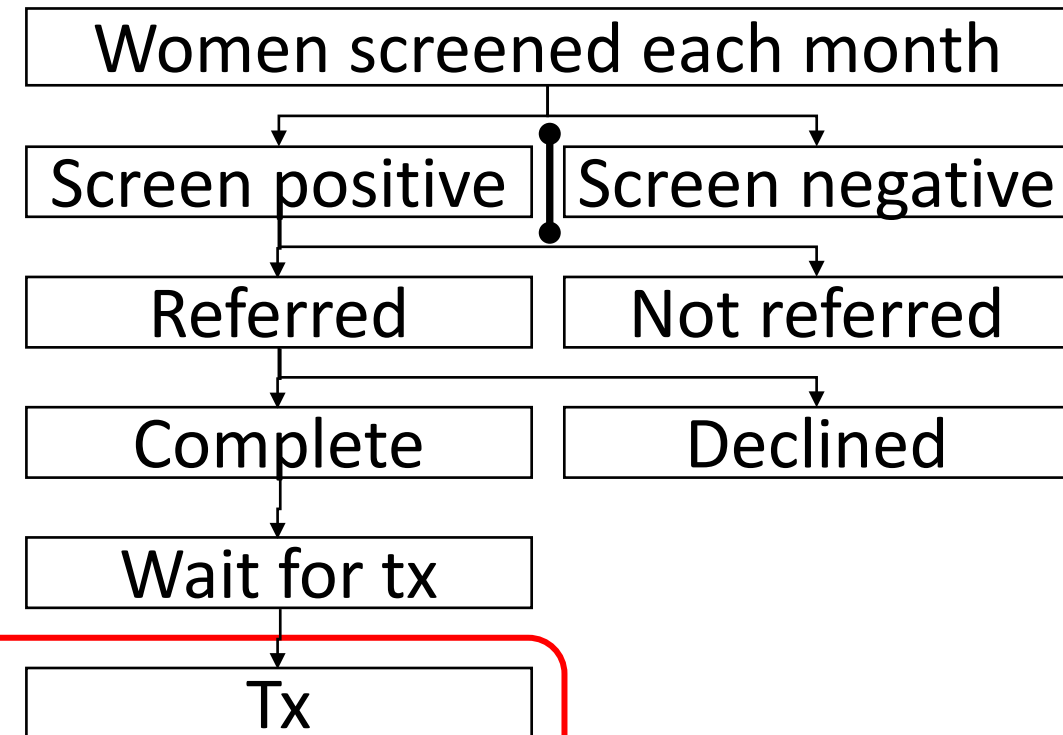 Women screened each month
Screen positive
Screen negative
Referred
Not referred
Complete
Declined
Wait for tx
Tx